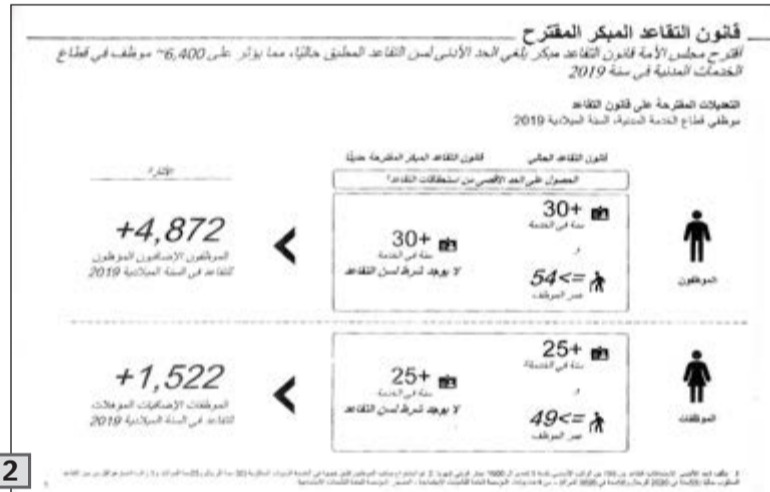 قانون التقاعد المبكر المقترح
اقترح مجلس الأمة قانون التقاعد مبكر يلغي الحد الأدنى لسن التقاعد المطبق حاليًا، مما يؤثر على 6,400~ موظف في قطاع
الخدمات المدنية في سنة 2019
التعديلات المقترحة على قانون التقاعد
موظفي قطاع الخدمة المدنية، السنة الميلادية 2019
قانون التقاعد الحالي
قانون التقاعد المبكر المقترحة حديثًا
الحصول على الحد الأقصى من استحقاقات التقاعد¹
30+
سنة في الخدمة
و
54<=
عمر الموظف
الموظفون
30+
سنة في الخدمة
لا يوجد شرط لسن التقاعد
+4,872
الموظفون الإضافيون المؤهلون
للتقاعد في السنة الميلادية 2019
25+
سنة في الخدمة
و
49<=
عمر الموظف
الموظفات
25+
سنة في الخدمة
لا يوجد شرط لسن التقاعد
+1,522
الموظفات الإضافيات المؤهلات
للتقاعد في السنة الميلادية 2019
2